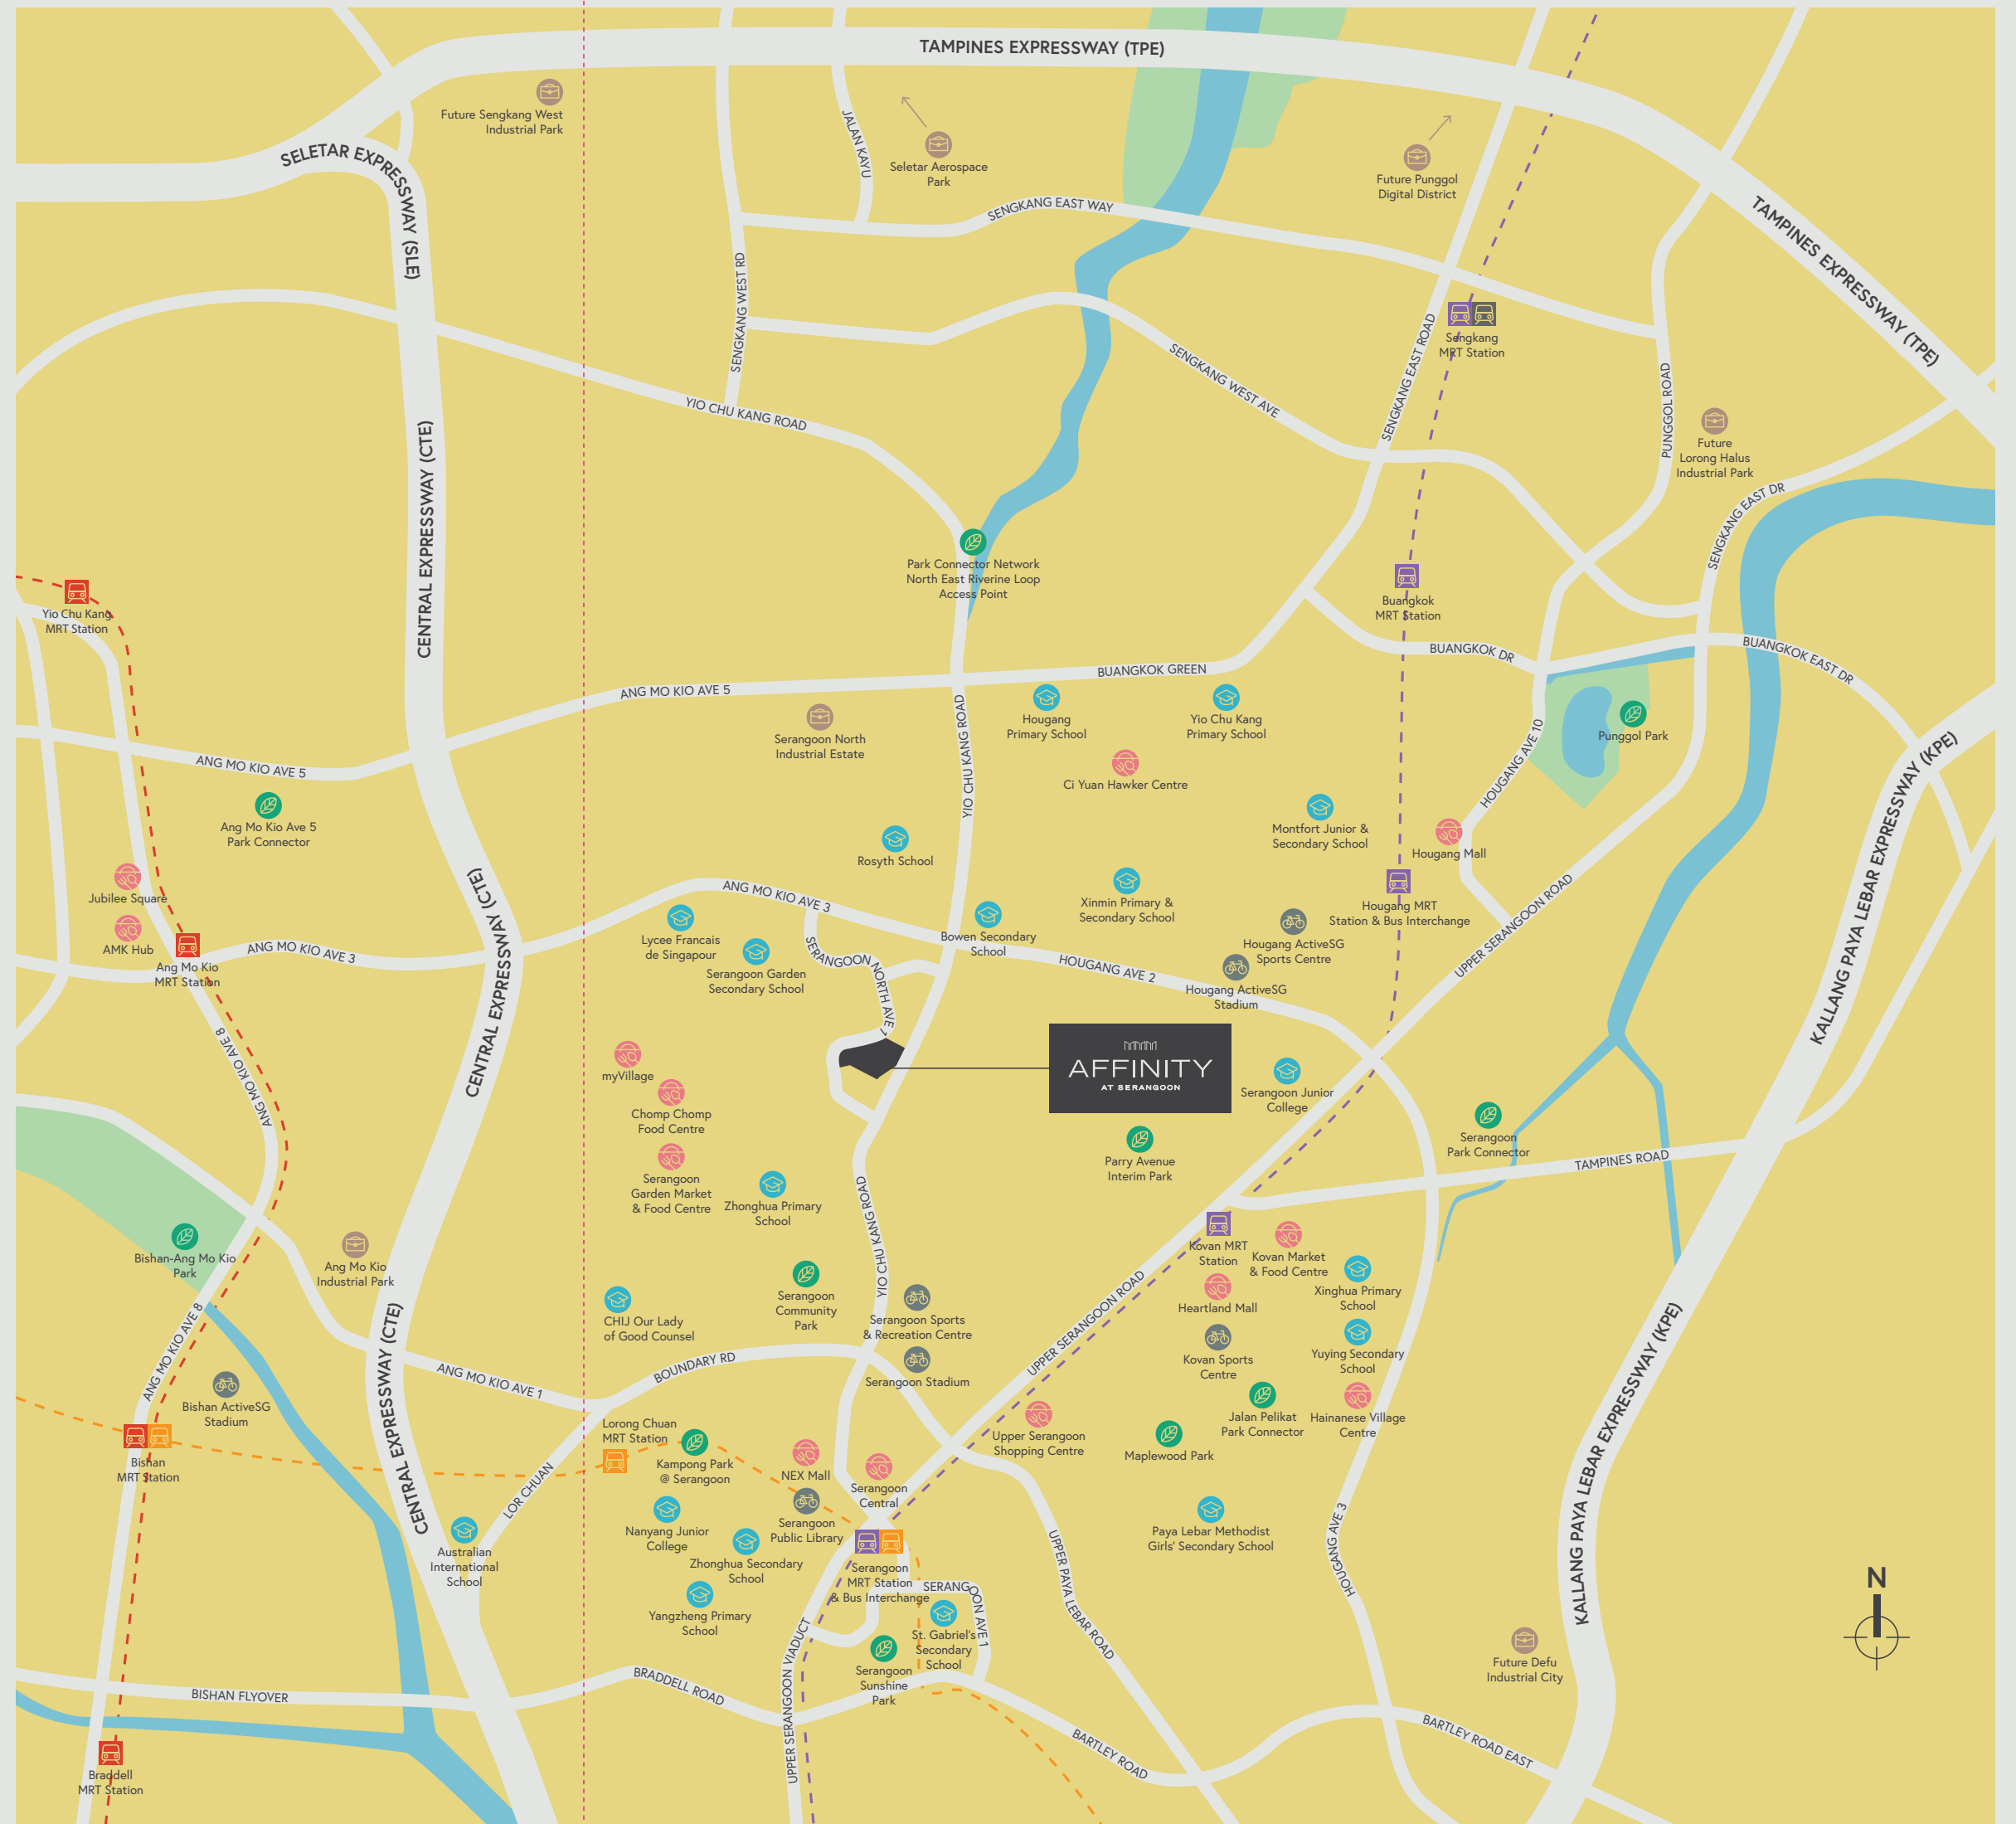 TAMPINES EXPRESSWAY (TPE)
Future Sengkang West
Industrial Park
JALAN KAYU
Seletar Aerospace
Park
Future Punggol
Digital District
SELETAR EXPRESSWAY (SLE)
SENGKANG EAST WAY
TAMPINES EXPRESSWAY (TPE)
SENGKANG WEST RD
Sengkang
MRT Station
SENGKANG EAST ROAD
SENGKANG WEST AVE
PUNGGOL ROAD
YIO CHU KANG ROAD
CENTRAL EXPRESSWAY (CTE)
Future
Lorong Halus
Industrial Park
SENGKANG EAST DR
Park Connector Network
North East Riverine Loop
Access Point
Buangkok
MRT Station
Yio Chu Kang
MRT Station
BUANGKOK DR
BUANGKOK EAST DR
BUANGKOK GREEN
ANG MO KIO AVE 5
Serangoon North
Industrial Estate
YIO CHU KANG ROAD
Hougang
Primary School
Yio Chu Kang
Primary School
HOUGANG AVE 10
Punggol Park
ANG MO KIO AVE 5
Ci Yuan Hawker Centre
KALLANG PAYA LEBAR EXPRESSWAY (KPE)
Ang Mo Kio Ave 5
Park Connector
Rosyth School
Montfort Junior &
Secondary School
Hougang Mall
Jubilee Square
AMK Hub
CENTRAL EXPRESSWAY (CTE)
ANG MO KIO AVE 3
Xinmin Primary &
Secondary School
Hougang MRT
Station & Bus Interchange
UPPER SERANGOON ROAD
ANG MO KIO AVE 3
Ang Mo Kio
MRT Station
Lycee Francais
de Singapour
Serangoon Garden
Secondary School
SERANGOON NORTH AVE 1
Bowen Secondary
School
HOUGANG AVE 2
Hougang ActiveSG
Sports Centre
Hougang ActiveSG
Stadium
ANG MO KIO AVE 8
myVillage
Chomp Chomp
Food Centre
AFFINITY
AT SERANGOON
Serangoon Junior
College
Serangoon
Park Connector
TAMPINES ROAD
Parry Avenue
Interim Park
Serangoon
Garden Market
& Food Centre
Zhonghua Primary
School
YIO CHU KANG ROAD
Bishan-Ang Mo Kio
Park
Ang Mo Kio
Industrial Park
Kovan MRT
Station
Kovan Market
& Food Centre
Heartland Mall
Xinghua Primary
School
CHIJ Our Lady
of Good Counsel
Serangoon
Community
Park
Serangoon Sports
& Recreation Centre
Serangoon Stadium
UPPER SERANGOON ROAD
Kovan Sports
Centre
Yuying Secondary
School
KALLANG PAYA LEBAR EXPRESSWAY (KPE)
ANG MO KIO AVE 8
Bishan ActiveSG
Stadium
CENTRAL EXPRESSWAY (CTE)
ANG MO KIO AVE 1
BOUNDARY RD
Jalan Pelikat
Park Connector
Hainanese Village
Centre
Bishan
MRT Station
Lorong Chuan
MRT Station
Kampong Park
@ Serangoon
NEX Mall
Serangoon
Central
Upper Serangoon
Shopping Centre
Maplewood Park
LOR CHUAN
Australian
International
School
Nanyang Junior
College
Zhonghua Secondary
School
Serangoon
Public Library
Paya Lebar Methodist
Girls' Secondary School
HOUGANG AVE 3
Yangzheng Primary
School
Serangoon
MRT Station
& Bus Interchange
SERANGOON AVE 1
UPPER PAYA LEBAR ROAD
St. Gabriel's
Secondary
School
Serangoon
Sunshine
Park
N
Future Defu
Industrial City
UPPER SERANGOON VIADUCT
BISHAN FLYOVER
BRADDELL ROAD
BARTLEY ROAD
BARTLEY ROAD EAST
Braddell
MRT Station